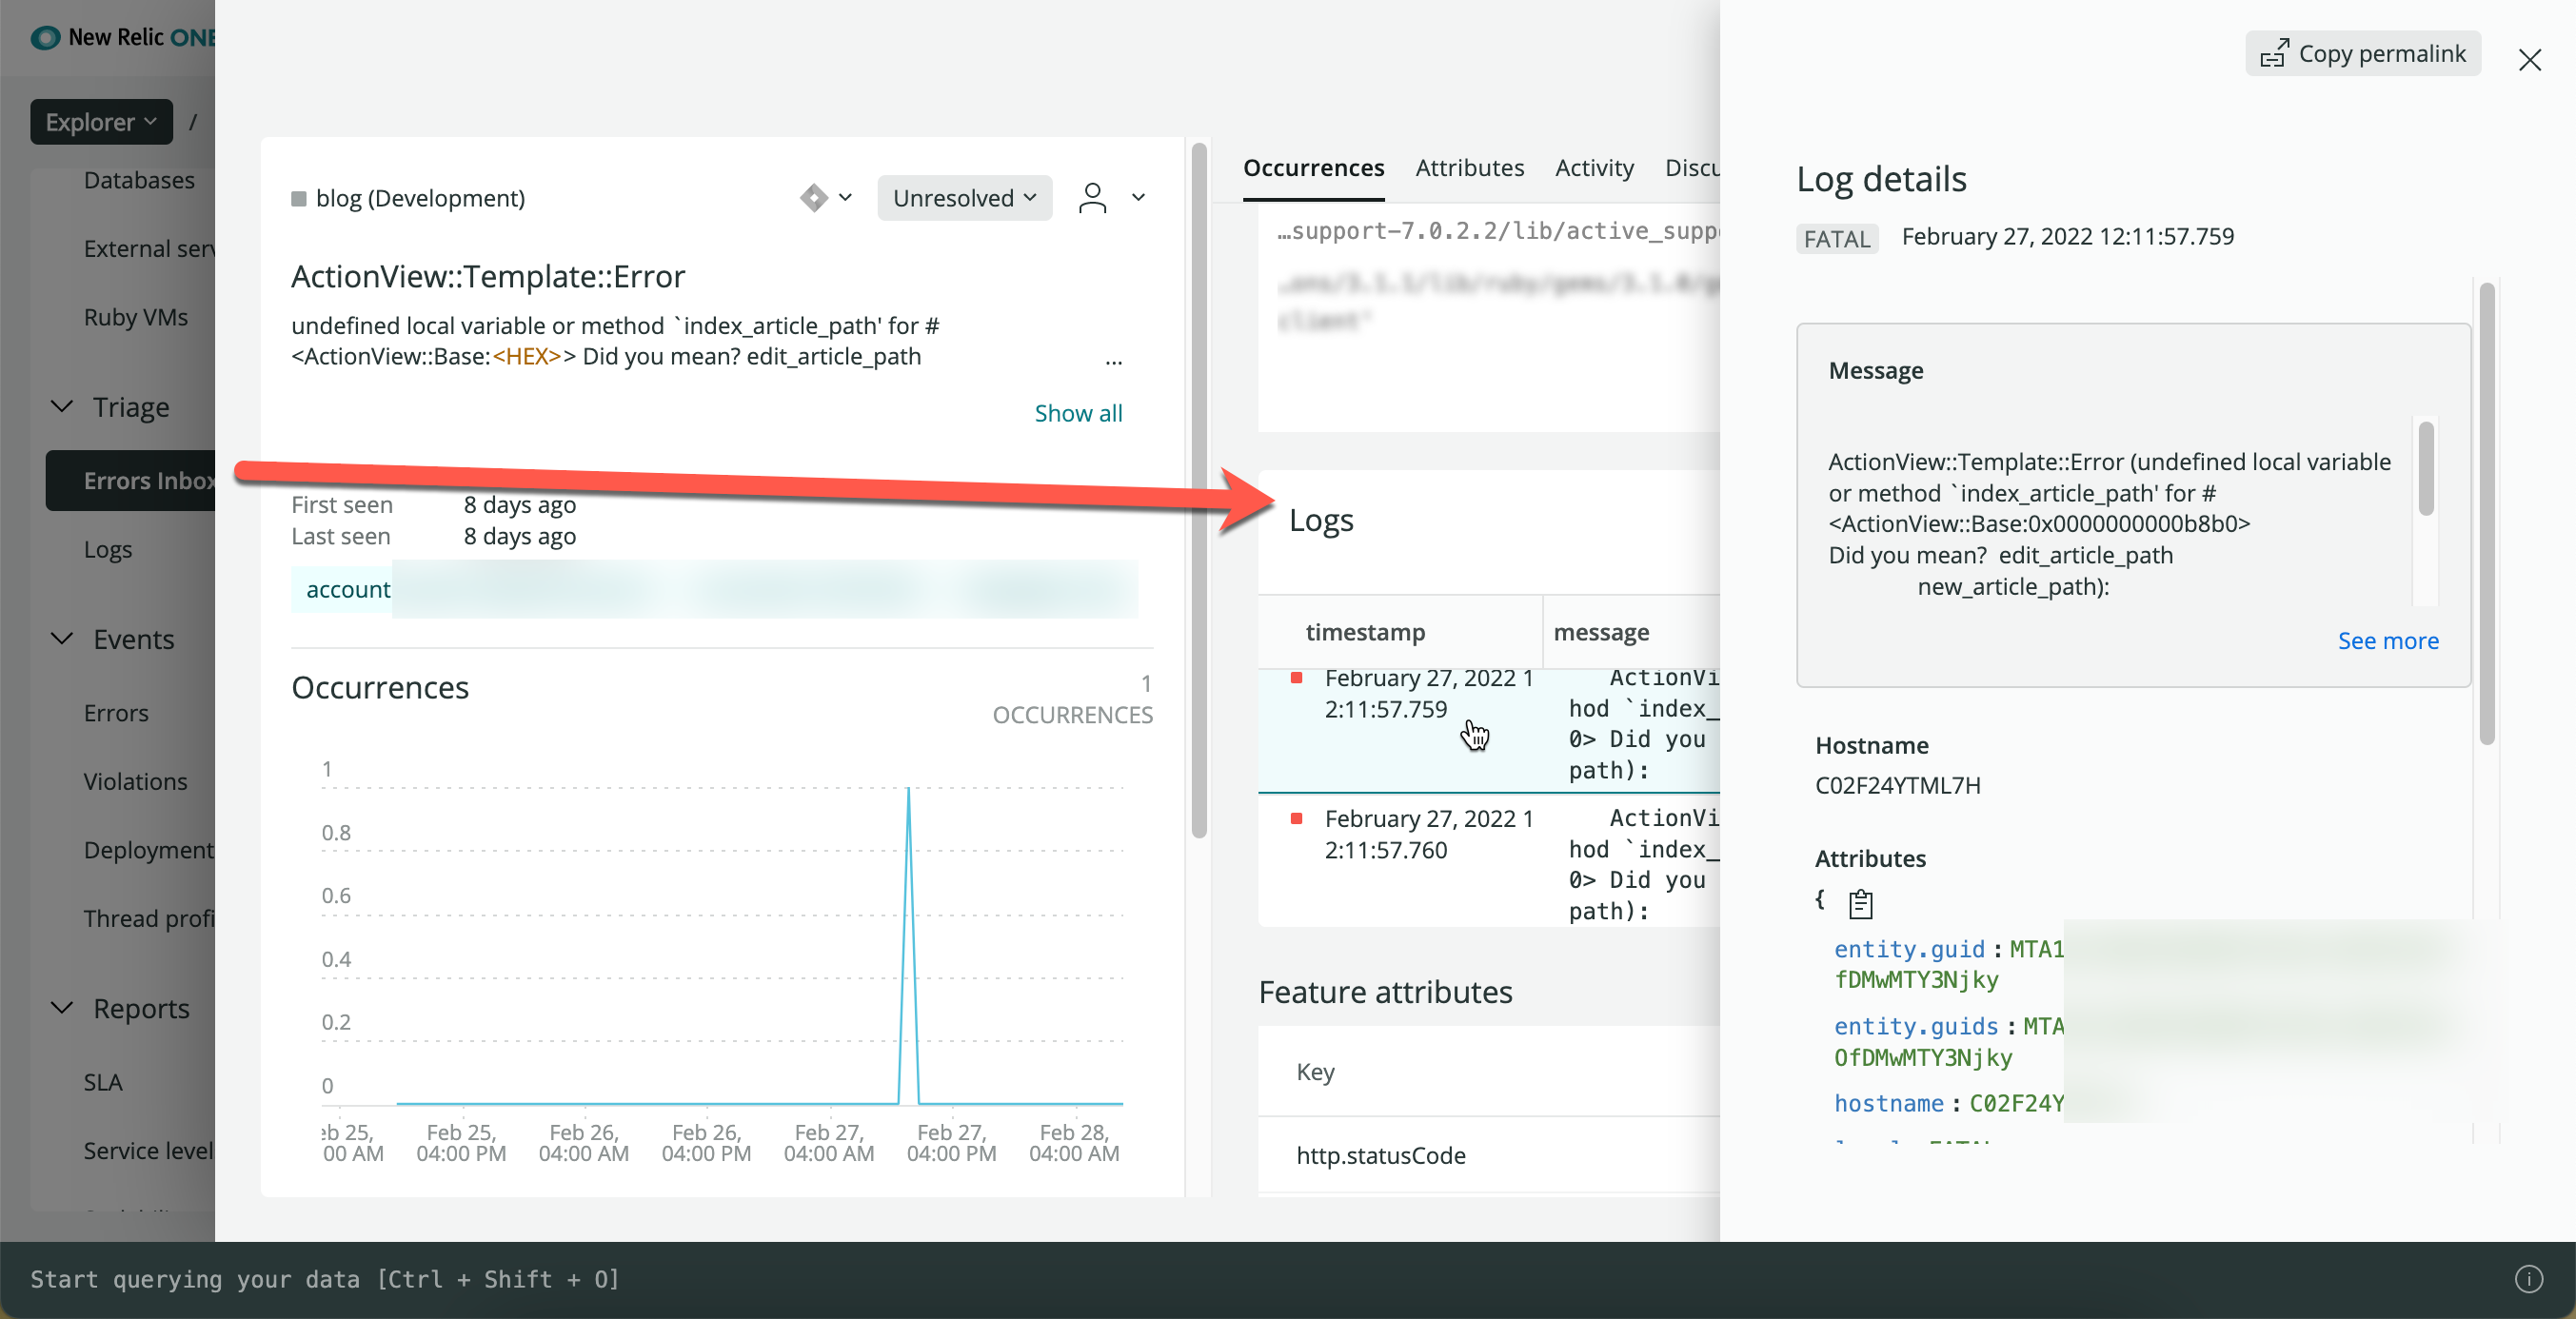 New Relic ONE
Explorer /
Databases
External serv
Ruby VMs
Triage
Errors Inbox
Logs
Events
Errors
Violations
Deployment
Thread profi
Reports
SLA
Service level
blog (Development)
Unresolved
ActionView::Template::Error
undefined local variable or method `index_article_path' for #
<ActionView::Base:<HEX>> Did you mean? edit_article_path
...
Show all
First seen 8 days ago
Last seen 8 days ago
account
Occurrences
1
OCCURRENCES
1
0.8
0.6
0.4
0.2
0
eb 25,
00 AM
Feb 25,
04:00 PM
Feb 26,
04:00 AM
Feb 26,
04:00 PM
Feb 27,
04:00 AM
Feb 27,
04:00 PM
Feb 28,
04:00 AM
Occurrences Attributes Activity Discu
…support-7.0.2.2/lib/active_suppo
Logs
timestamp message
February 27, 2022 1
2:11:57.759
ActionVi
hod `index_
0> Did you
path):
February 27, 2022 1
2:11:57.760
ActionVi
hod `index_
0> Did you
path):
Feature attributes
Key
http.statusCode
Copy permalink
Log details
FATAL February 27, 2022 12:11:57.759
Message
ActionView::Template::Error (undefined local variable
or method `index_article_path' for #
<ActionView::Base:0x0000000000b8b0>
Did you mean? edit_article_path
new_article_path):
See more
Hostname
C02F24YTML7H
Attributes
{
entity.guid : MTA1
fDMwMTY3Njky
entity.guids : MTA
OfDMwMTY3Njky
hostname : C02F24Y
Start querying your data [Ctrl + Shift + O]